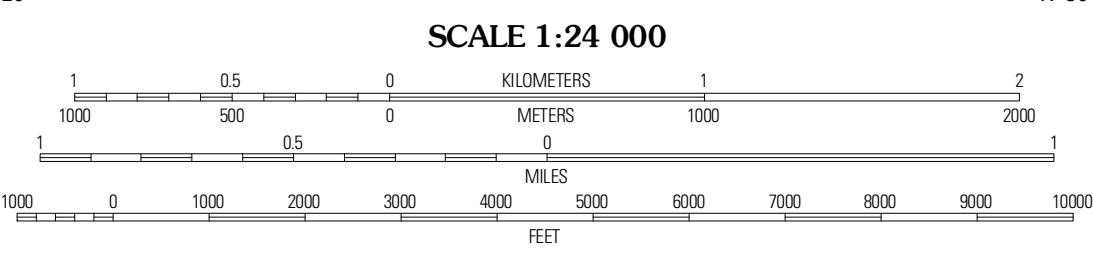 SCALE 1:24 000
1 0.5 0 KILOMETERS 1 2
1000 500 0 METERS 1000 2000
1 0.5 0 1
MILES
1000 0 1000 2000 3000 4000 5000 6000 7000 8000 9000 10000
FEET